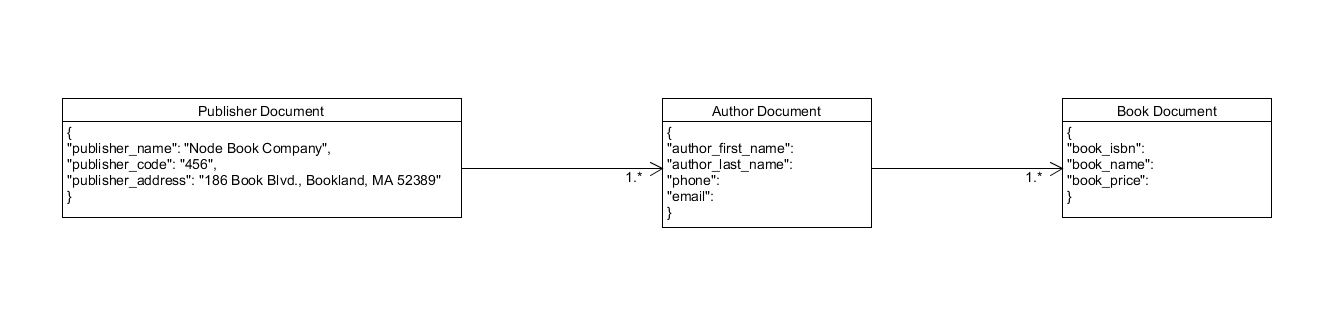 Publisher Document
{
"publisher_name": "Node Book Company",
"publisher_code": "456",
"publisher_address": "186 Book Blvd., Bookland, MA 52389"
}
1.*
Author Document
{
"author_first_name":
"author_last_name":
"phone":
"email":
}
1.*
Book Document
{
"book_isbn":
"book_name":
"book_price":
}